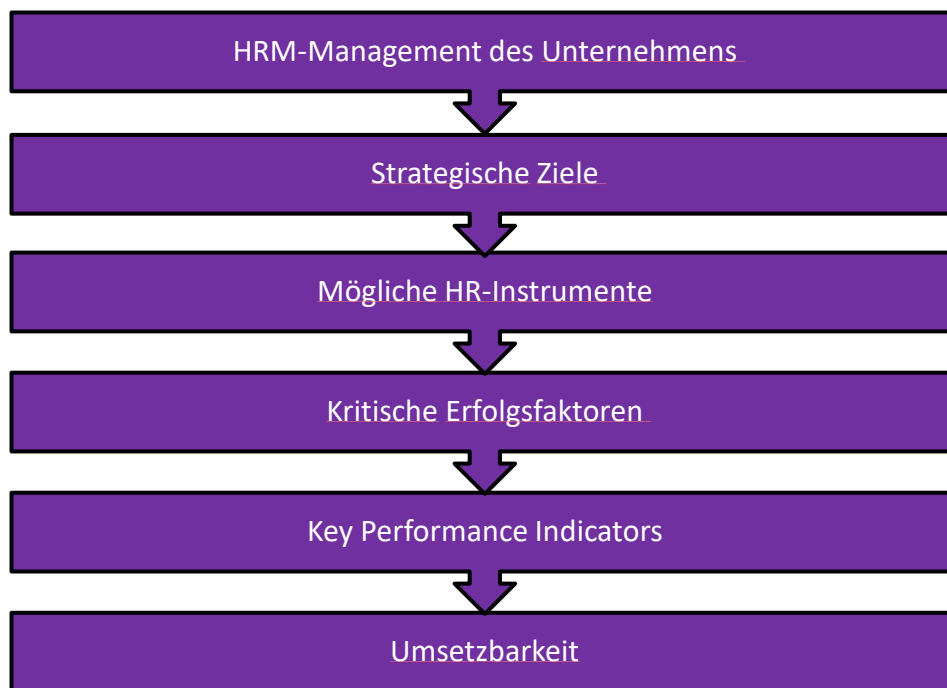 HRM-Management des Unternehmens
Strategische Ziele
Mögliche HR-Instrumente
Kritische Erfolgsfaktoren
Key Performance Indicators
Umsetzbarkeit